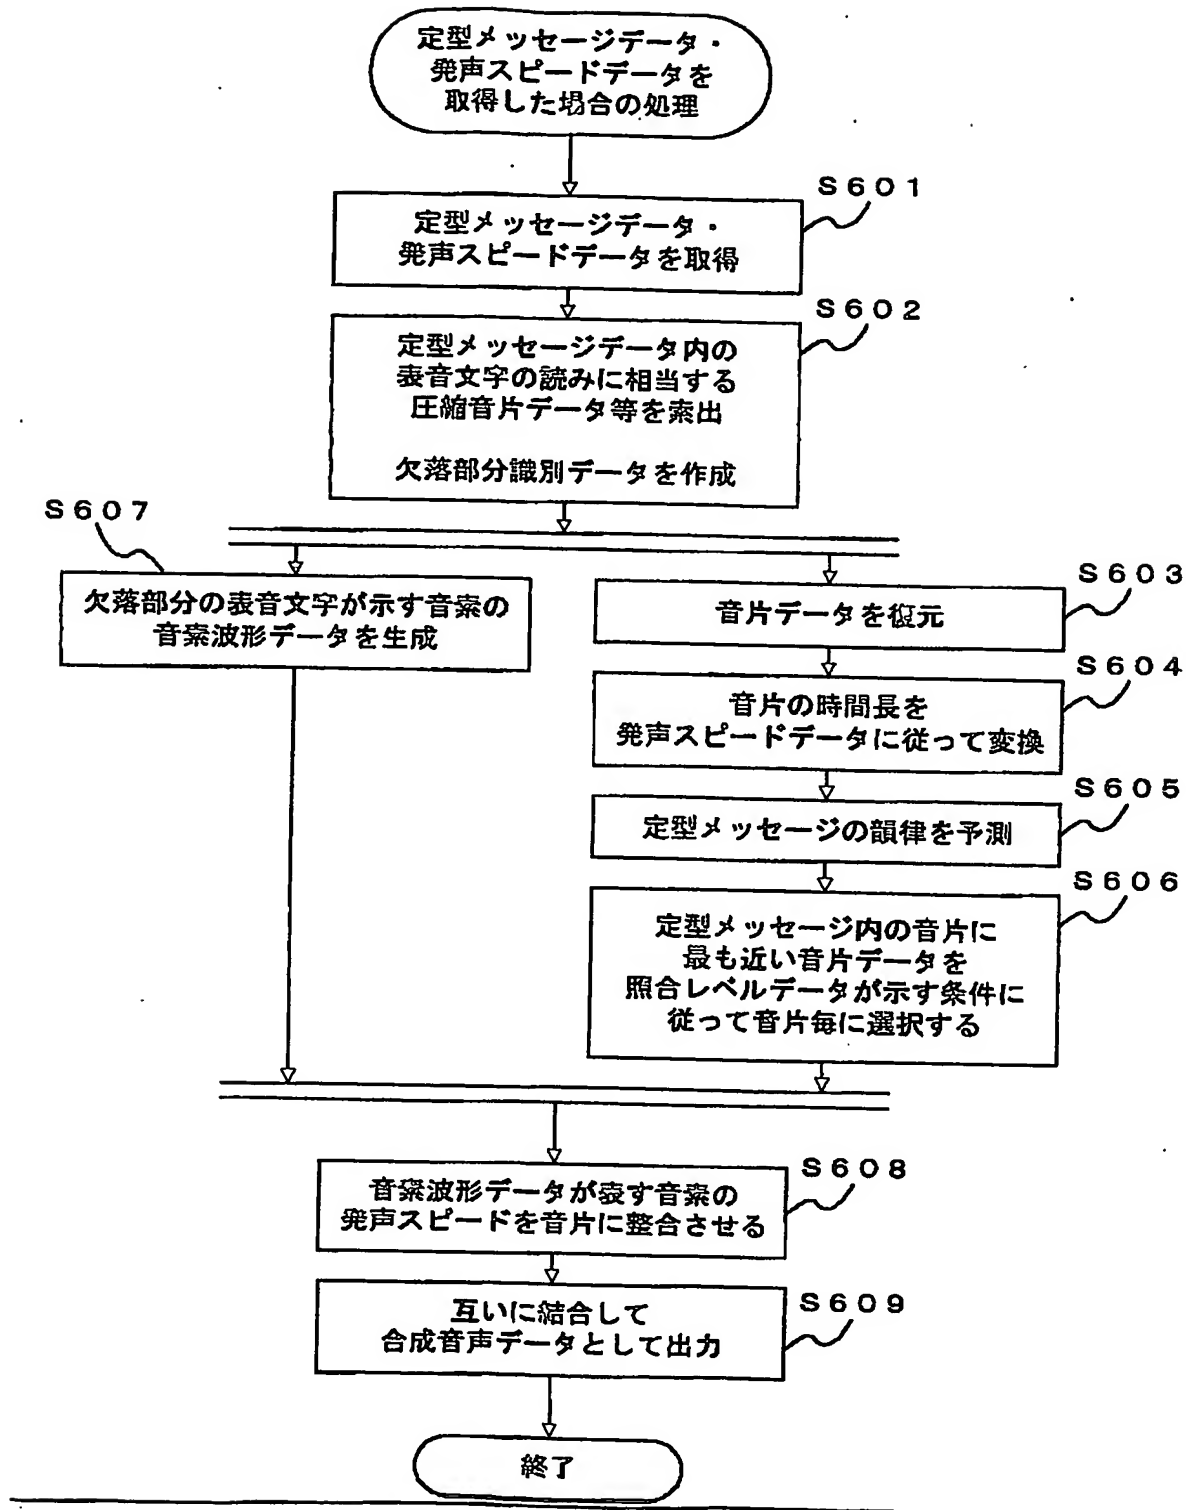 定型メッセージデータ・
発声スピードデータを
取得した場合の処理
S601
定型メッセージデータ・
発声スピードデータを取得
S602
定型メッセージデータ内の
表音文字の読みに相当する
圧縮音片データ等を索出
欠落部分識別データを作成
S607
欠落部分の表音文字が示す音素の
音素波形データを生成
S603
音片データを復元
S604
音片の時間長を
発声スピードデータに従って変換
S605
定型メッセージの韻律を予測
S606
定型メッセージ内の音片に
最も近い音片データを
照合レベルデータが示す条件に
従って音片毎に選択する
S608
音素波形データが表す音素の
発声スピードを音片に整合させる
S609
互いに結合して
合成音声データとして出力
終了